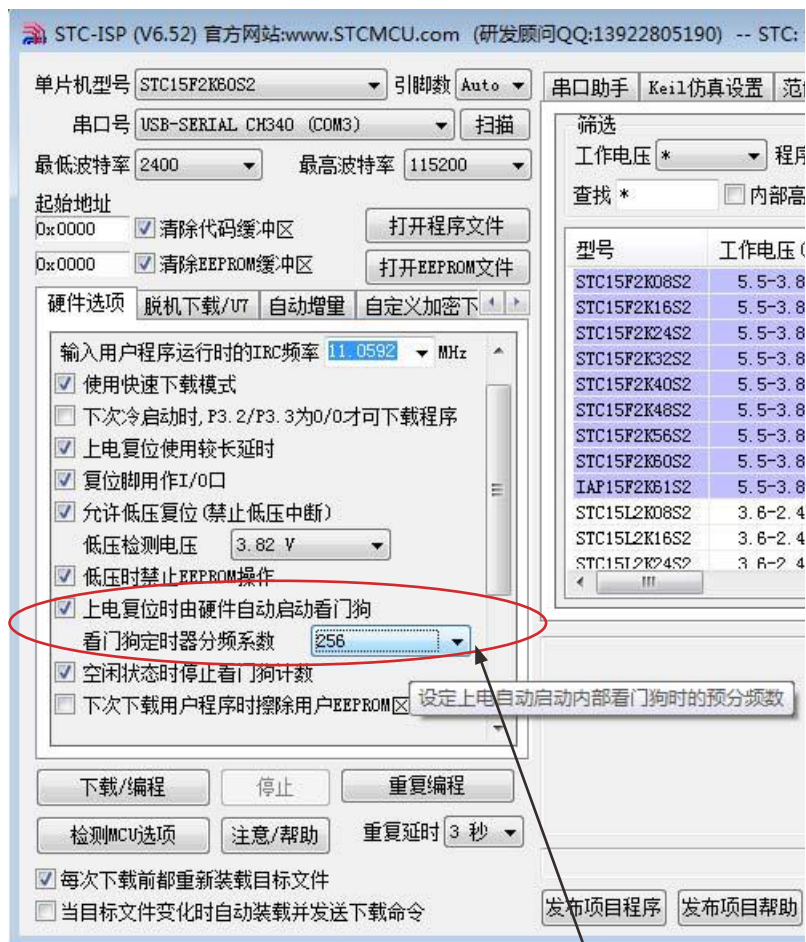 STC-ISP (V6.52) 官方网站:www.STCMCU.com (研发顾问QQ:13922805190) -- STC:
单片机型号 STC15F2K60S2 引脚数 Auto
串口号 USB-SERIAL CH340 (COM3) 扫描
最低波特率 2400 最高波特率 115200
起始地址
0x0000 清除代码缓冲区 打开程序文件
0x0000 清除EEPROM缓冲区 打开EEPROM文件
硬件选项 脱机下载/U7 自动增量 自定义加密下
输入用户程序运行时的IRC频率 11.0592 MHz
使用快速下载模式
下次冷启动时,P3.2/P3.3为0/0才可下载程序
上电复位使用较长延时
复位脚用作I/O口
允许低压复位(禁止低压中断)
低压检测电压 3.82 V
低压时禁止EEPROM操作
上电复位时由硬件自动启动看门狗
看门狗定时器分频系数 256
空闲状态时停止看门狗计数
下次下载用户程序时擦除用户EEPROM区
设定上电自动启动内部看门狗时的预分频数
下载/编程 停止 重复编程
检测MCU选项 注意/帮助 重复延时 3 秒
每次下载前都重新装载目标文件
当目标文件变化时自动装载并发送下载命令
串口助手 Keil仿真设置
筛选
工作电压 * 程序
查找 * 内部高
型号 工作电压(
STC15F2K08S2 5.5-3.8
STC15F2K16S2 5.5-3.8
STC15F2K24S2 5.5-3.8
STC15F2K32S2 5.5-3.8
STC15F2K40S2 5.5-3.8
STC15F2K48S2 5.5-3.8
STC15F2K56S2 5.5-3.8
STC15F2K60S2 5.5-3.8
IAP15F2K61S2 5.5-3.8
STC15L2K08S2 3.6-2.4
STC15L2K16S2 3.6-2.4
STC15L2K24S2 3.6-2.4
发布项目程序 发布项目帮助